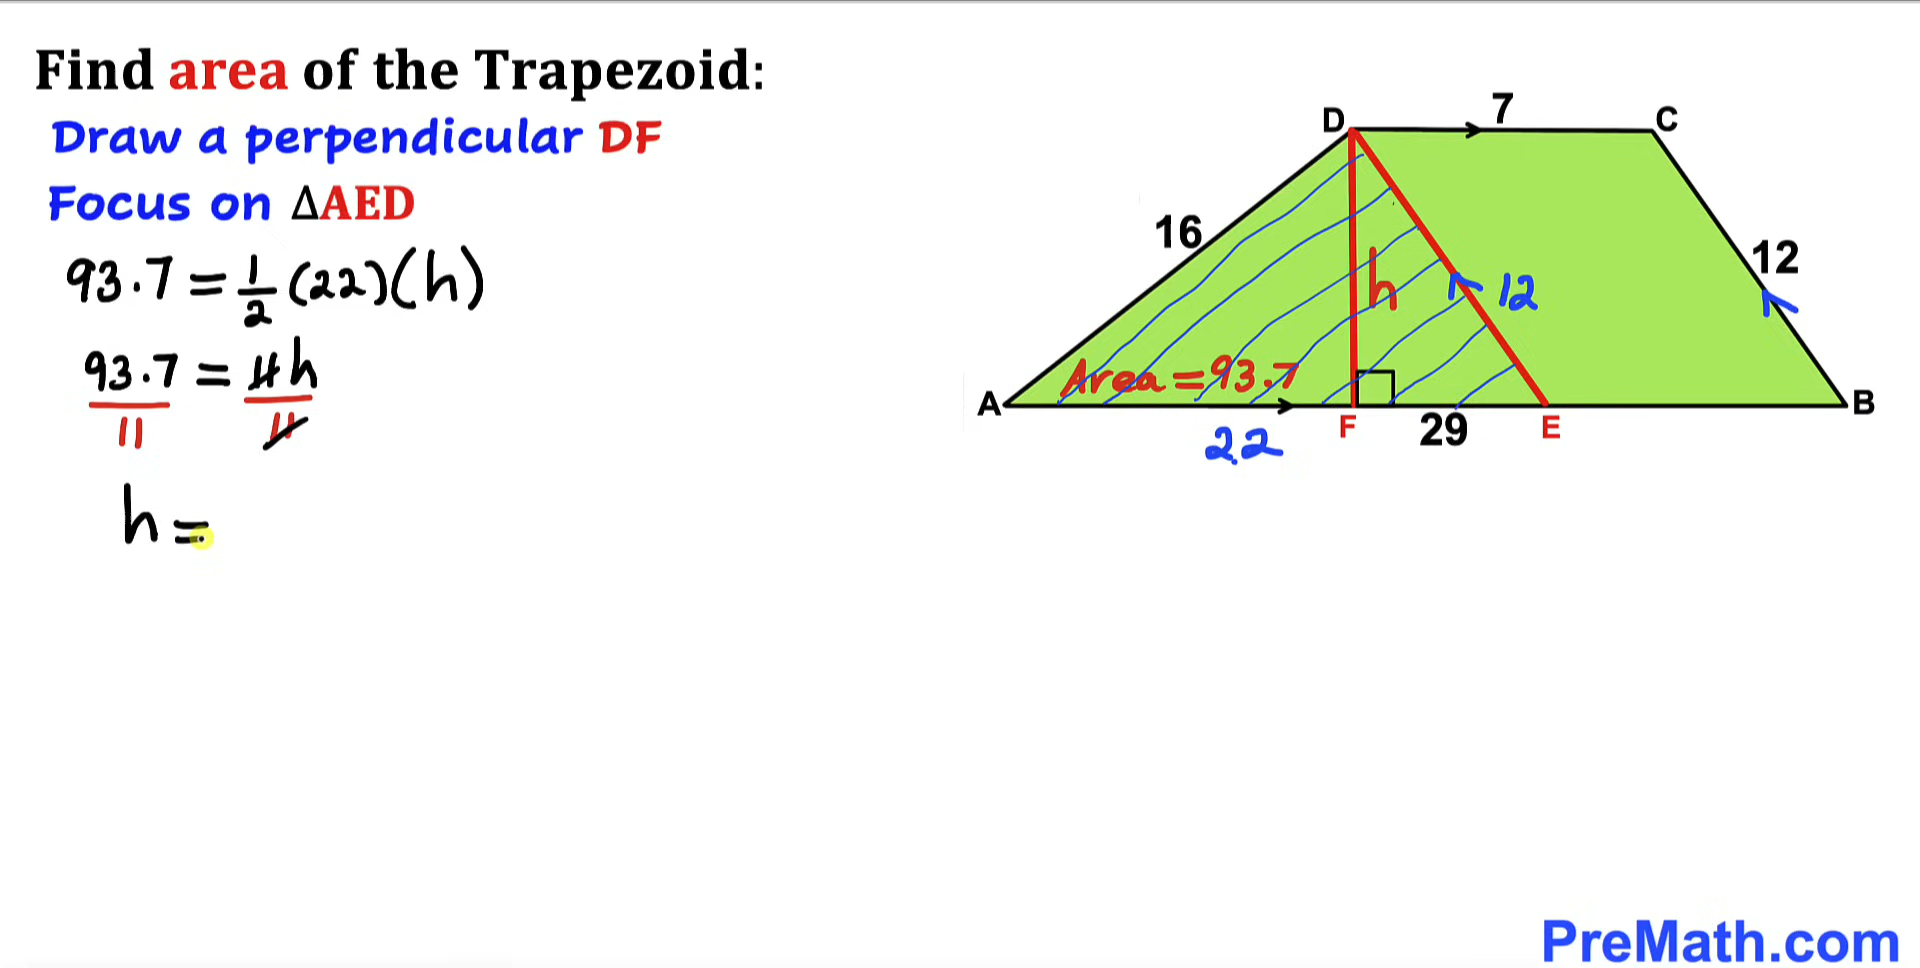 Find area of the Trapezoid:
Draw a perpendicular DF
Focus on ΔAED
93.7 = 1/2 (22)(h)
93.7/11 = 11h/11
h =
D 7 C
16
12
h
12
Area = 93.7
A
F
E
B
22
29
PreMath.com